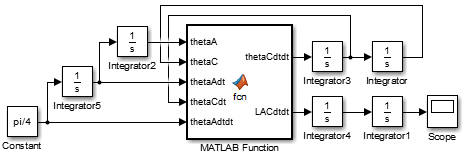 1
s
Integrator2
thetaA
thetaC
thetaAdt
thetaCdt
thetaAdtdt
fcn
thetaCdtdt
LACdtdt
MATLAB Function
1
s
Integrator3
1
s
Integrator
1
s
Integrator5
pi/4
Constant
1
s
Integrator4
1
s
Integrator1
Scope